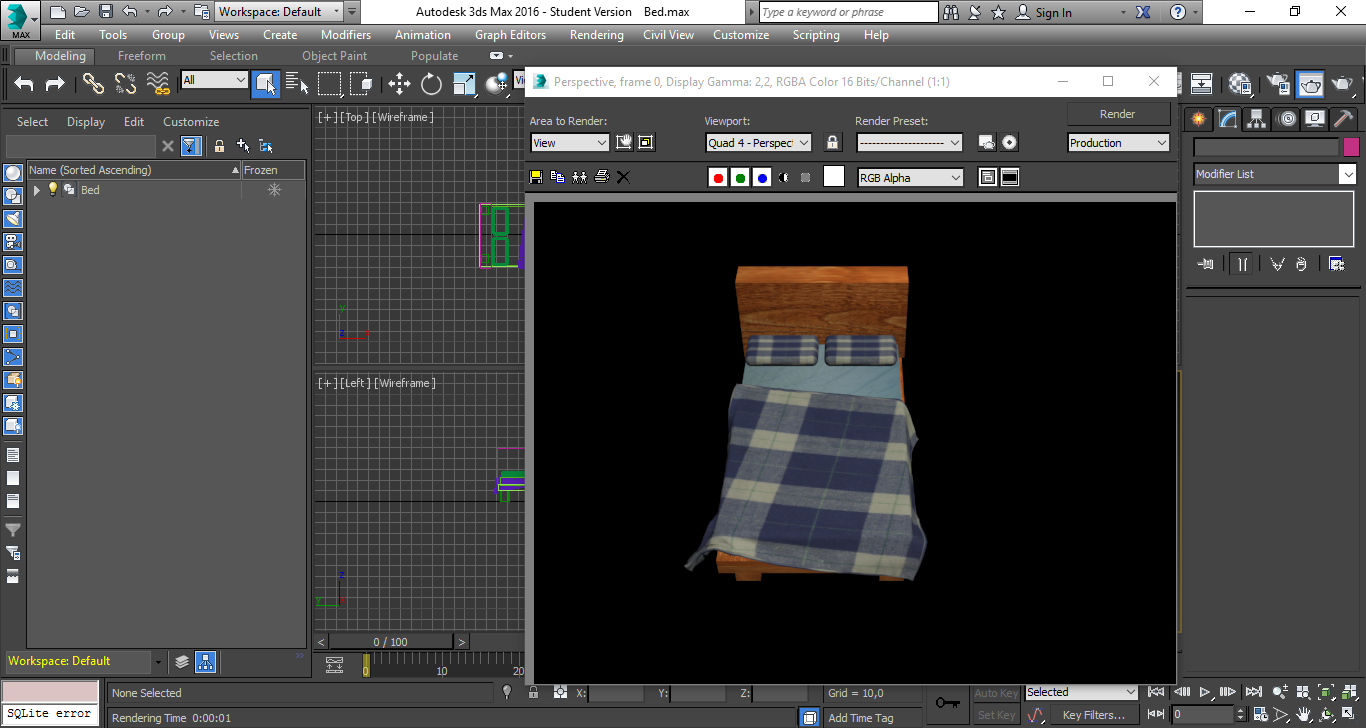 Workspace: Default
Autodesk 3ds Max 2016 - Student Version Bed.max
Type a keyword or phrase
Sign In
MAX
Edit Tools Group Views Create Modifiers Animation Graph Editors Rendering Civil View Customize Scripting Help
Modeling Freeform Selection Object Paint Populate
All
Perspective, frame 0, Display Gamma: 2,2, RGBA Color 16 Bits/Channel (1:1)
Select Display Edit Customize
[+] [Top] [Wireframe]
Area to Render:
Viewport:
Render Preset:
Render
View
Quad 4 - Perspect
Production
Name (Sorted Ascending) Frozen
Bed
RGB Alpha
Modifier List
Y
Z
X
[+] [Left] [Wireframe]
Z
Y
0 / 100
0 10 20
Workspace: Default
None Selected
X: Y: Z:
Grid = 10,0
Auto Key
Selected
SQLite error
Rendering Time 0:00:01
Add Time Tag
Set Key
Key Filters...
0